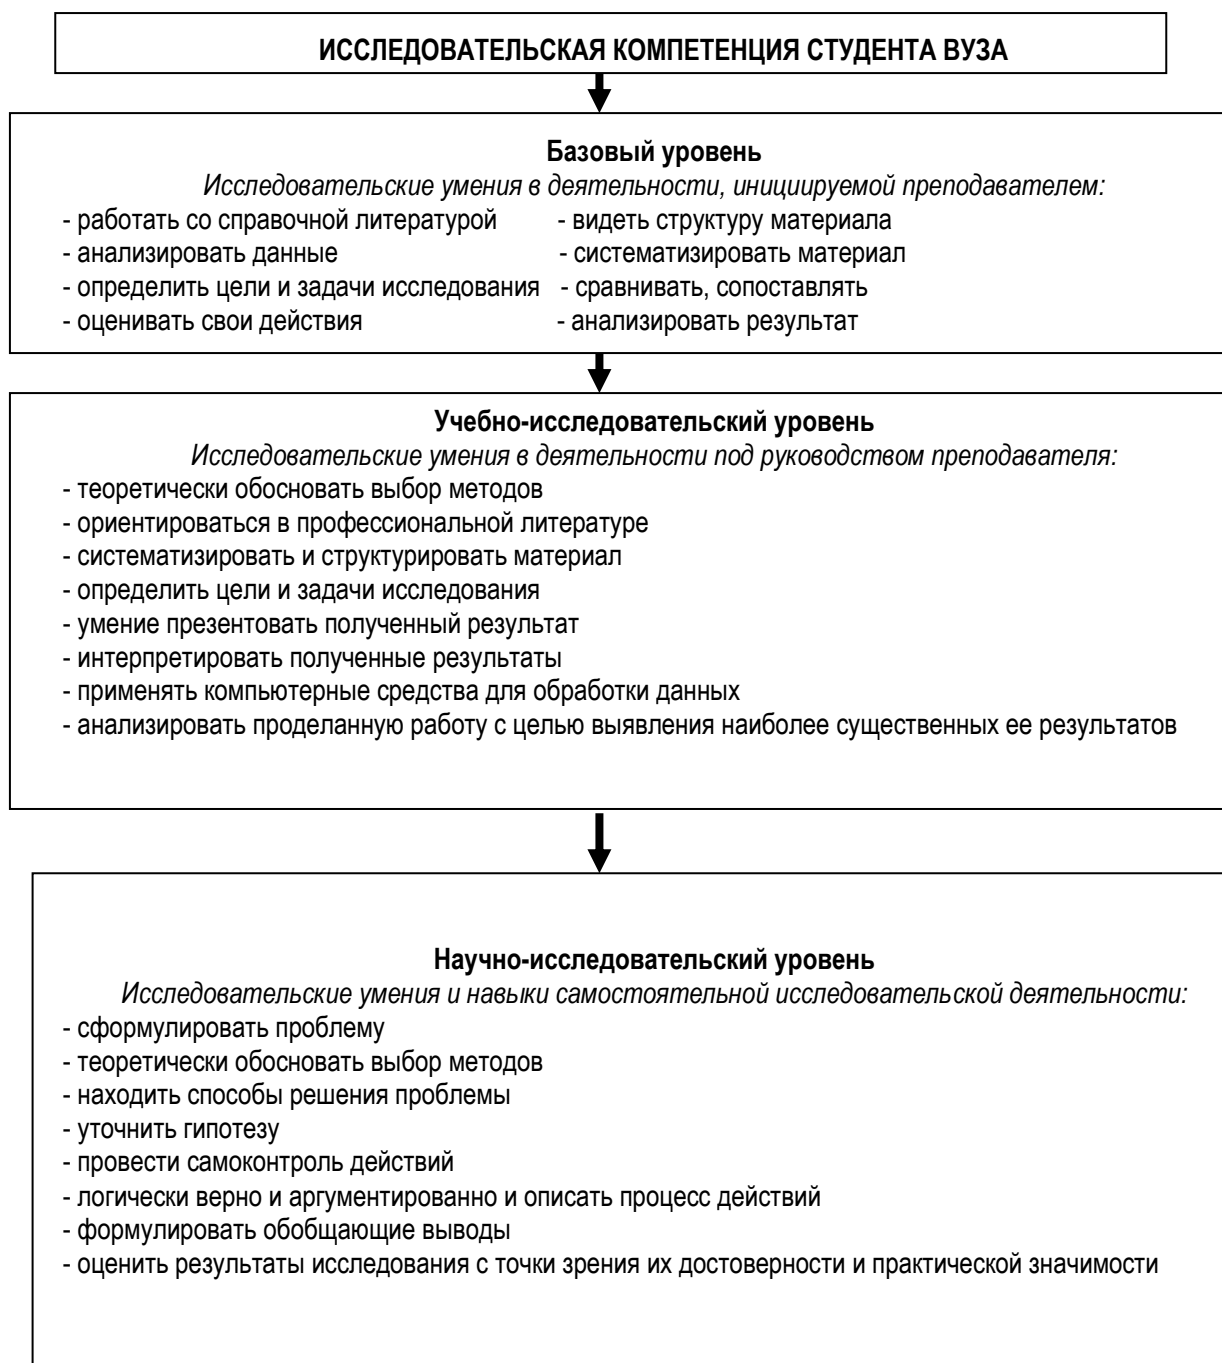 ИССЛЕДОВАТЕЛЬСКАЯ КОМПЕТЕНЦИЯ СТУДЕНТА ВУЗА
Базовый уровень
Исследовательские умения в деятельности, инициируемой преподавателем:
- работать со справочной литературой - видеть структуру материала
- анализировать данные - систематизировать материал
- определить цели и задачи исследования - сравнивать, сопоставлять
- оценивать свои действия - анализировать результат
Учебно-исследовательский уровень
Исследовательские умения в деятельности под руководством преподавателя:
- теоретически обосновать выбор методов
- ориентироваться в профессиональной литературе
- систематизировать и структурировать материал
- определить цели и задачи исследования
- умение презентовать полученный результат
- интерпретировать полученные результаты
- применять компьютерные средства для обработки данных
- анализировать проделанную работу с целью выявления наиболее существенных ее результатов
Научно-исследовательский уровень
Исследовательские умения и навыки самостоятельной исследовательской деятельности:
- сформулировать проблему
- теоретически обосновать выбор методов
- находить способы решения проблемы
- уточнить гипотезу
- провести самоконтроль действий
- логически верно и аргументированно и описать процесс действий
- формулировать обобщающие выводы
- оценить результаты исследования с точки зрения их достоверности и практической значимости